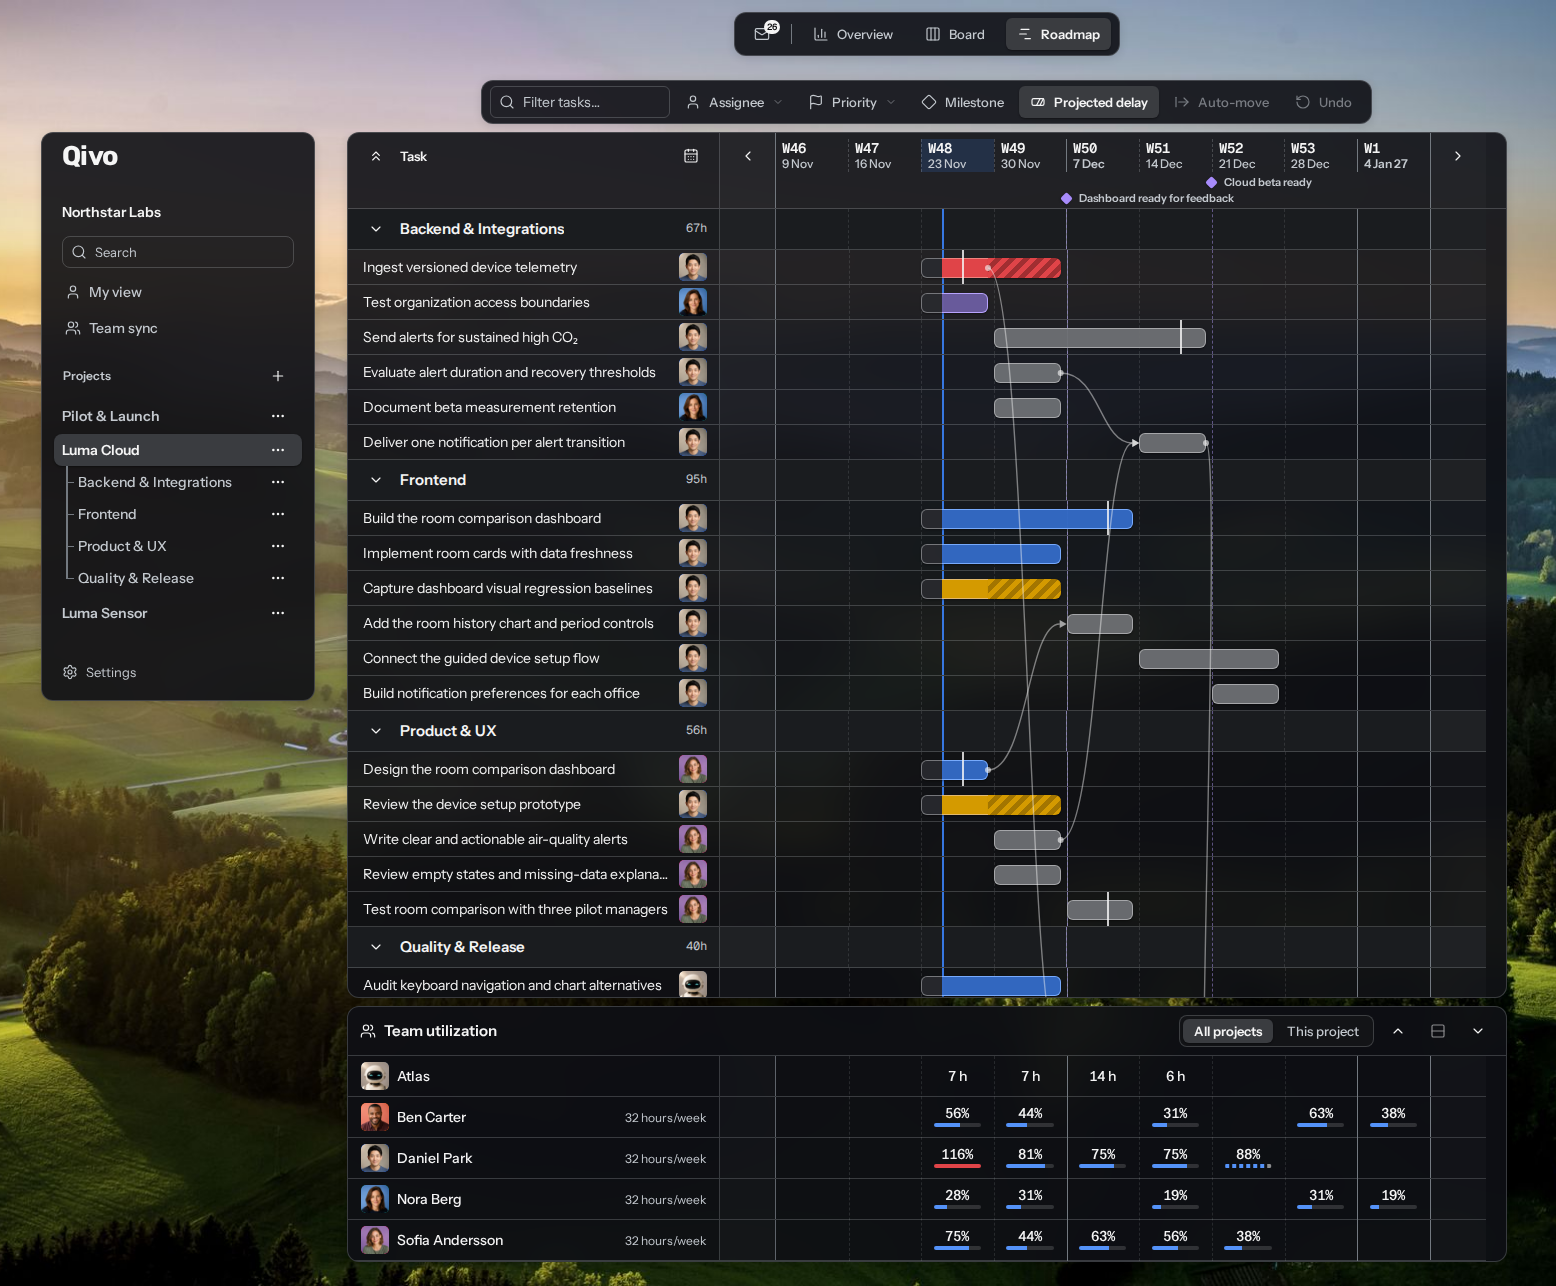 26
Overview
Board
Roadmap
Filter tasks...
Assignee
Priority
Milestone
Projected delay
Auto-move
Undo
Qivo
Northstar Labs
Search
My view
Team sync
Projects
Pilot & Launch
Luma Cloud
Backend & Integrations
Frontend
Product & UX
Quality & Release
Luma Sensor
Settings
Task
W46 W47 W48 W49 W50 W51 W52 W53 W1
9 Nov 16 Nov 23 Nov 30 Nov 7 Dec 14 Dec 21 Dec 28 Dec 4 Jan 27
Cloud beta ready
Dashboard ready for feedback
Backend & Integrations 67h
Ingest versioned device telemetry
Test organization access boundaries
Send alerts for sustained high CO₂
Evaluate alert duration and recovery thresholds
Document beta measurement retention
Deliver one notification per alert transition
Frontend 95h
Build the room comparison dashboard
Implement room cards with data freshness
Capture dashboard visual regression baselines
Add the room history chart and period controls
Connect the guided device setup flow
Build notification preferences for each office
Product & UX 56h
Design the room comparison dashboard
Review the device setup prototype
Write clear and actionable air-quality alerts
Review empty states and missing-data explana...
Test room comparison with three pilot managers
Quality & Release 40h
Audit keyboard navigation and chart alternatives
Team utilization
All projects This project
Atlas 7 h 7 h 14 h 6 h
Ben Carter 32 hours/week 56% 44% 31% 63% 38%
Daniel Park 32 hours/week 116% 81% 75% 75% 88%
Nora Berg 32 hours/week 28% 31% 19% 31% 19%
Sofia Andersson 32 hours/week 75% 44% 63% 56% 38%